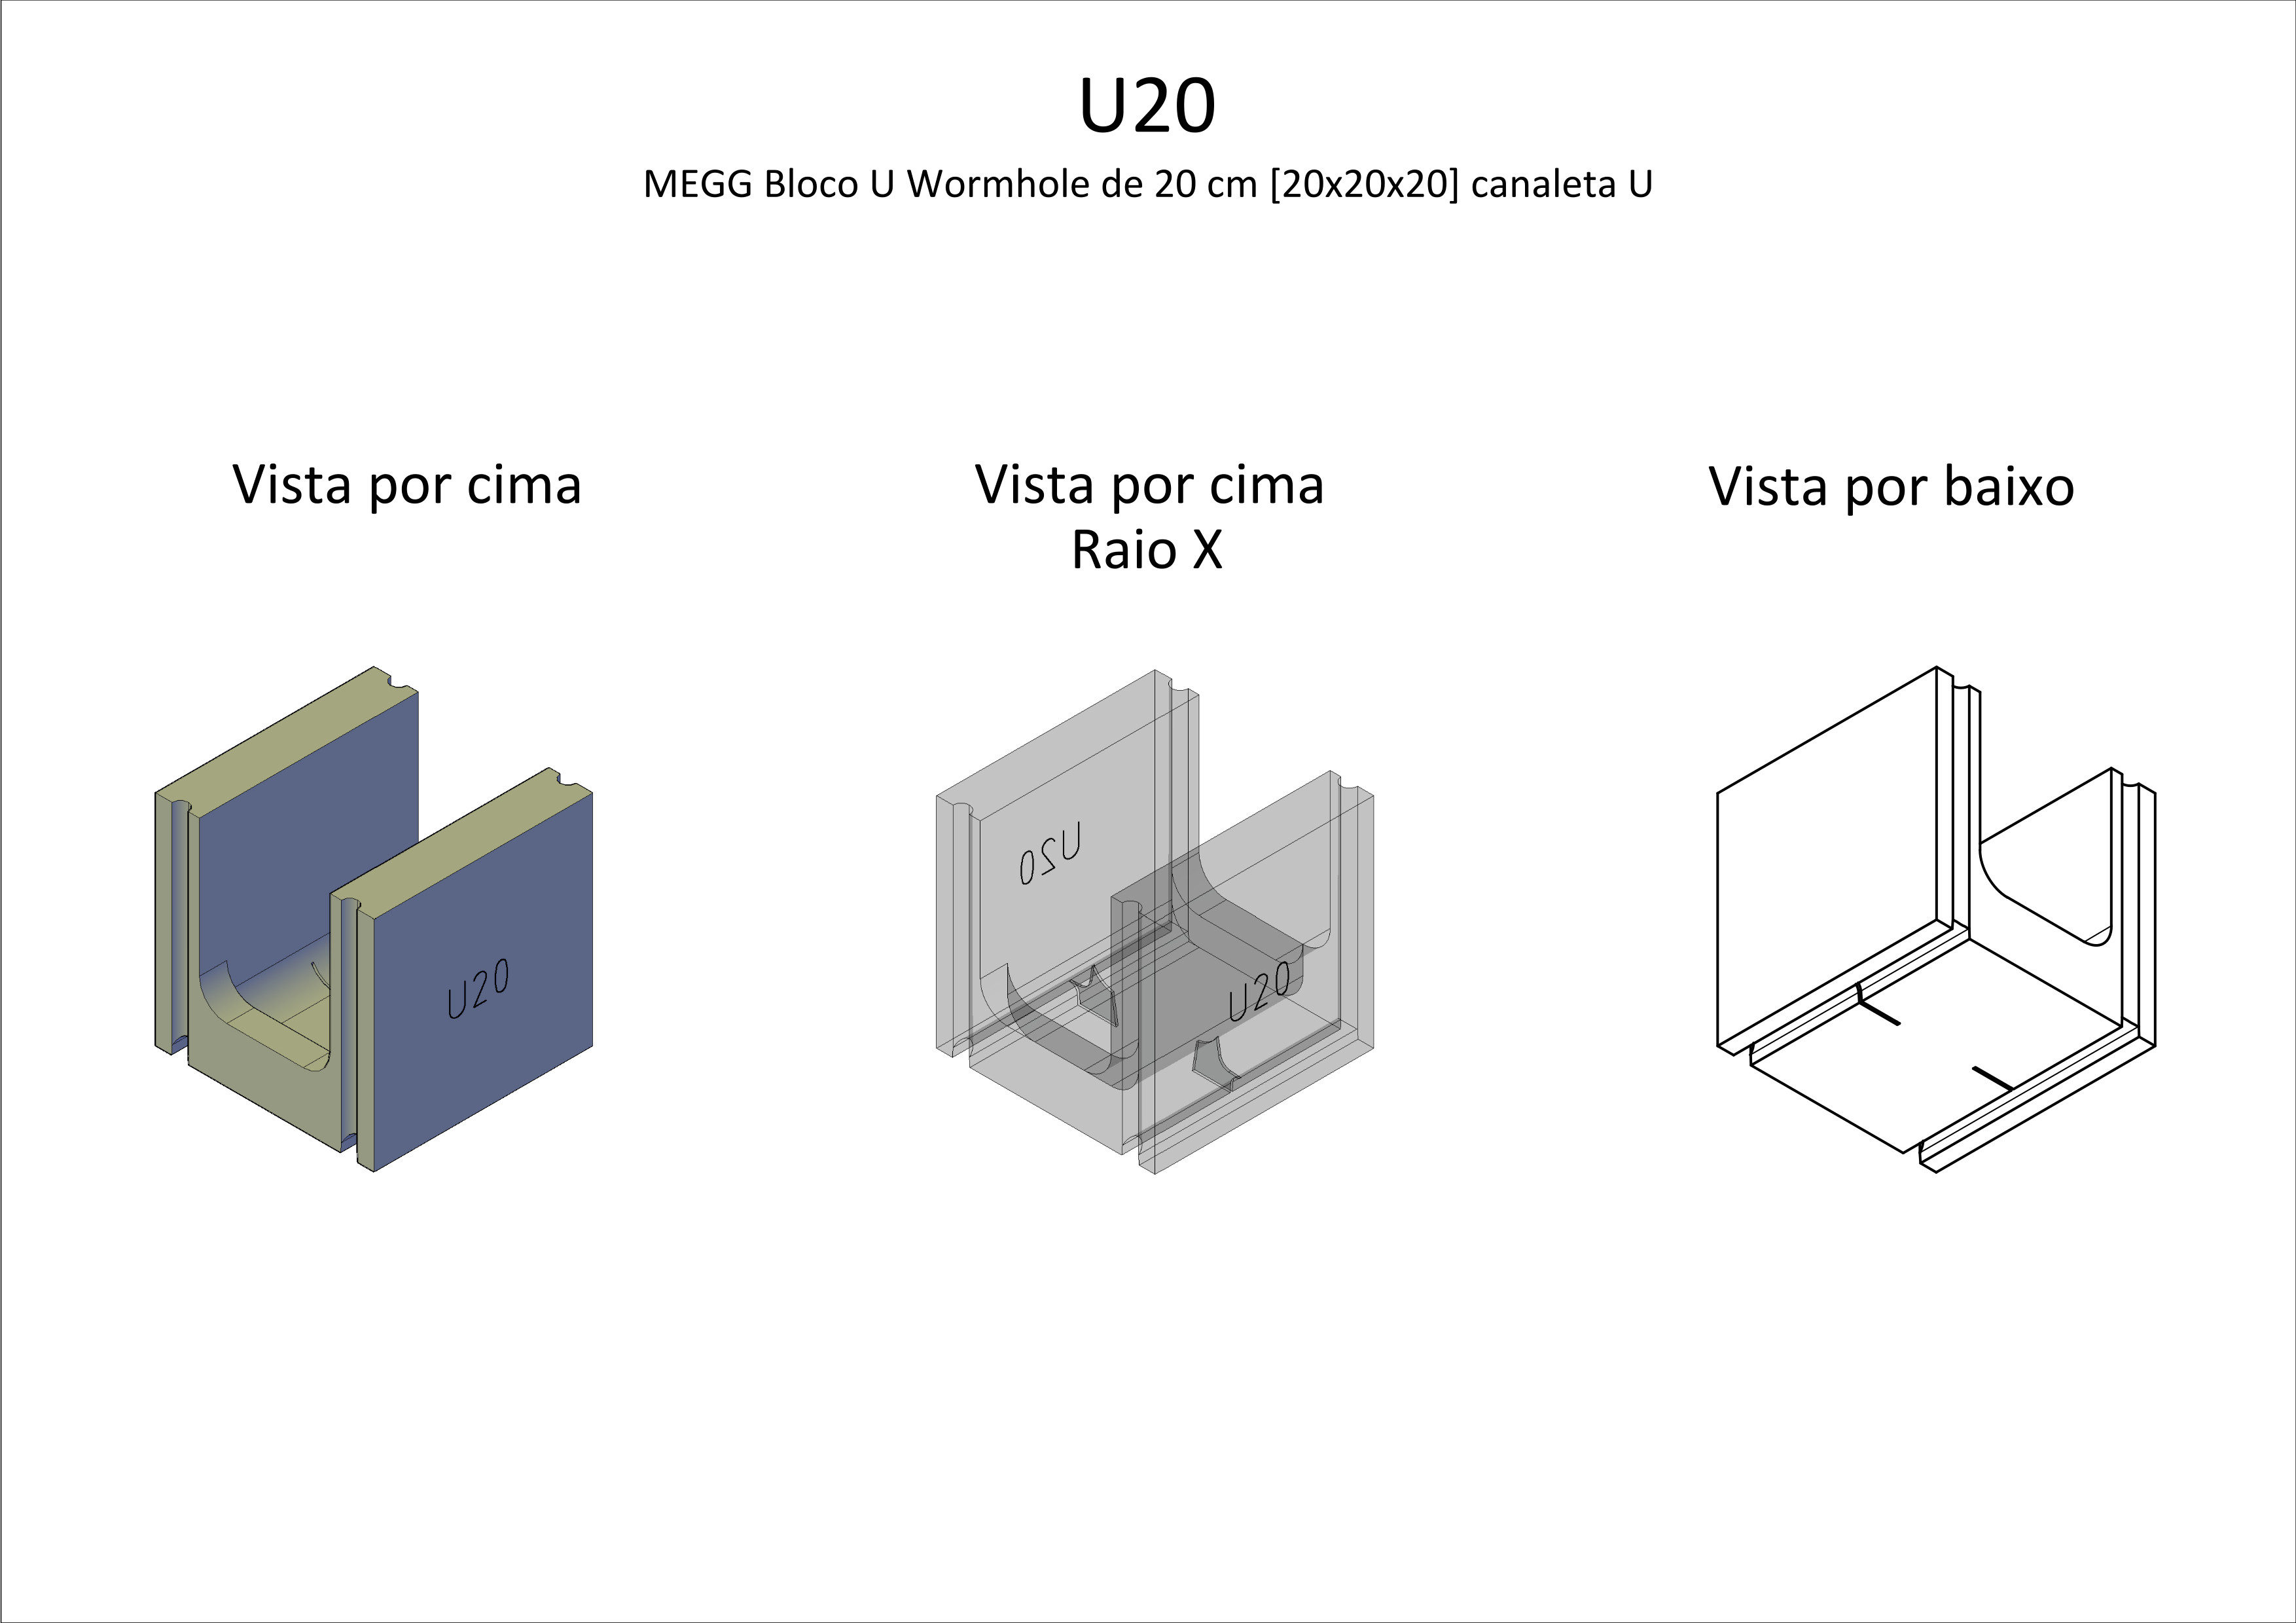 U20
MEGG Bloco U Wormhole de 20 cm [20x20x20] canaleta U
Vista por cima
Vista por cima
Raio X
Vista por baixo
U20
U20
U20